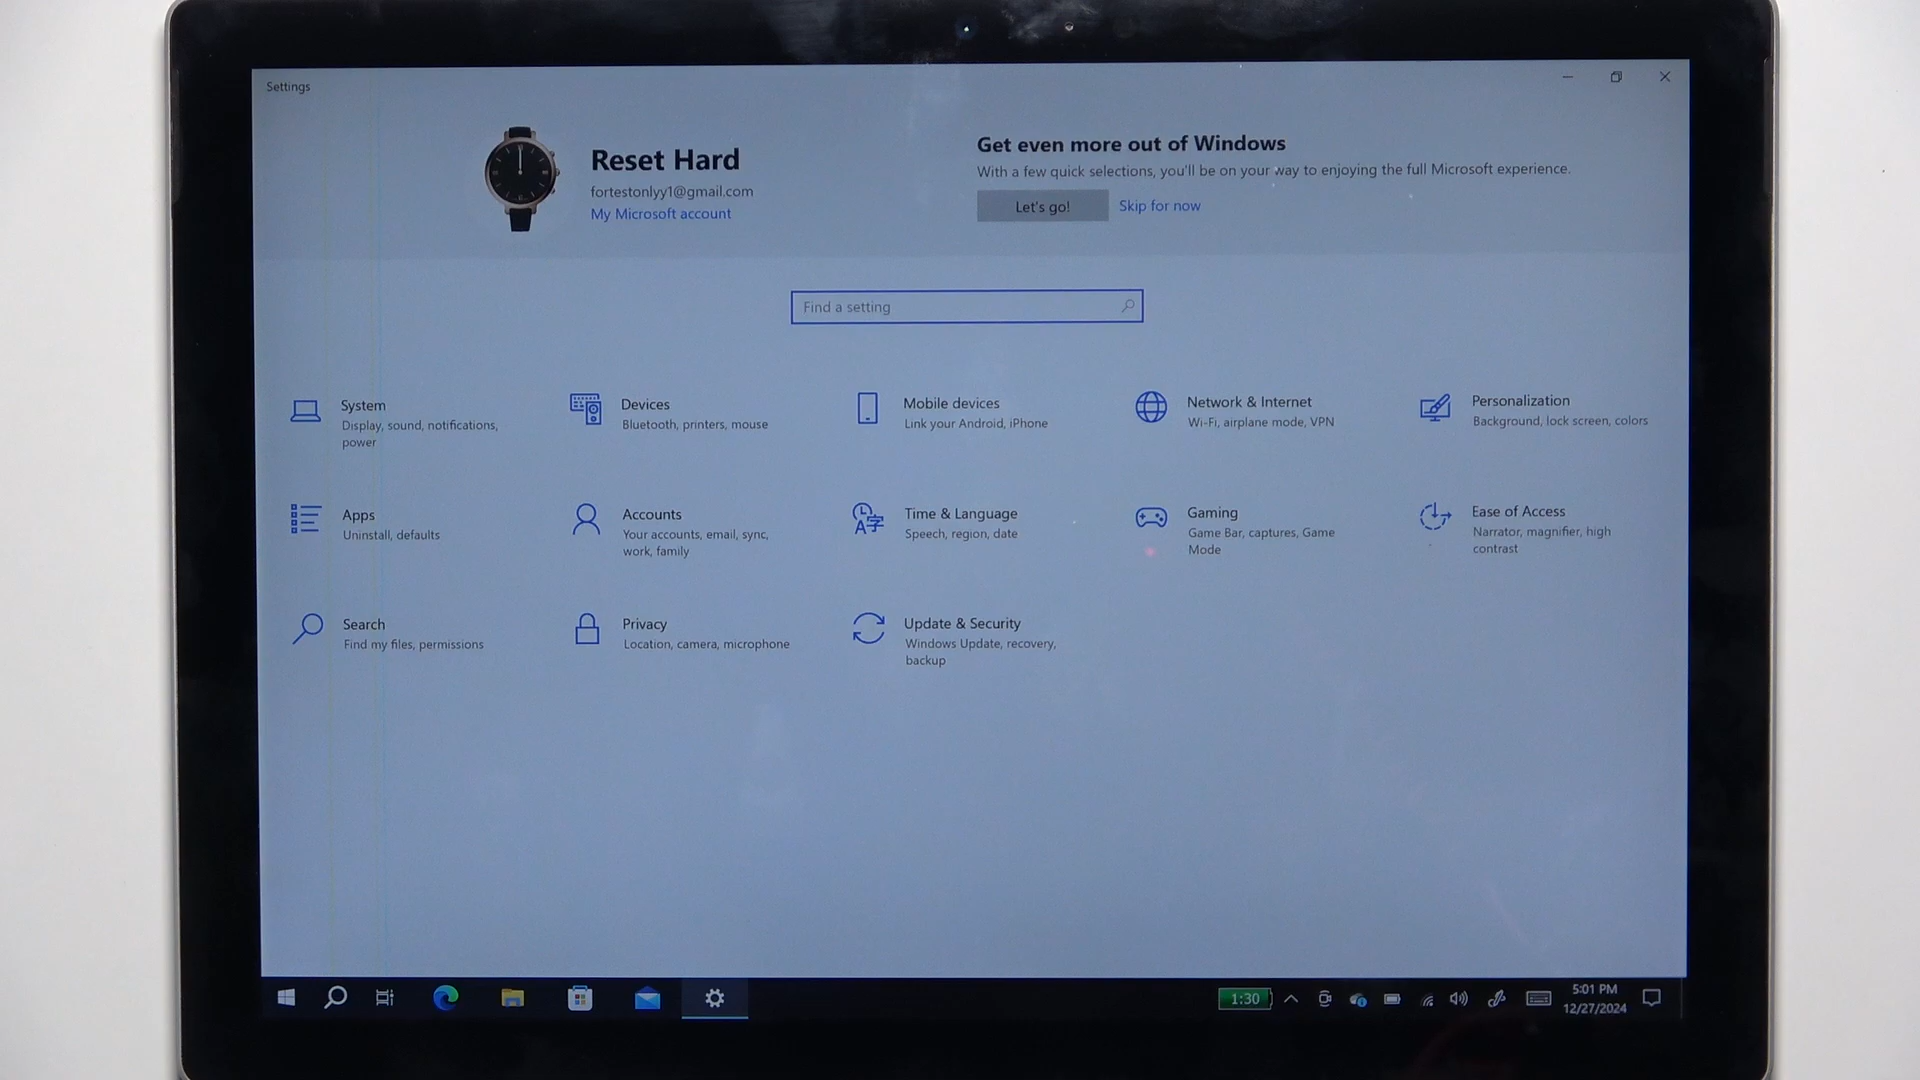 Settings
Reset Hard
fortestonlyy1@gmail.com
My Microsoft account
Get even more out of Windows
With a few quick selections, you'll be on your way to enjoying the full Microsoft experience.
Let's go!
Skip for now
Find a setting
System
Display, sound, notifications,
power
Devices
Bluetooth, printers, mouse
Mobile devices
Link your Android, iPhone
Network & Internet
Wi-Fi, airplane mode, VPN
Personalization
Background, lock screen, colors
Apps
Uninstall, defaults
Accounts
Your accounts, email, sync,
work, family
Time & Language
Speech, region, date
Gaming
Game Bar, captures, Game
Mode
Ease of Access
Narrator, magnifier, high
contrast
Search
Find my files, permissions
Privacy
Location, camera, microphone
Update & Security
Windows Update, recovery,
backup
1:30
5:01 PM
12/27/2024